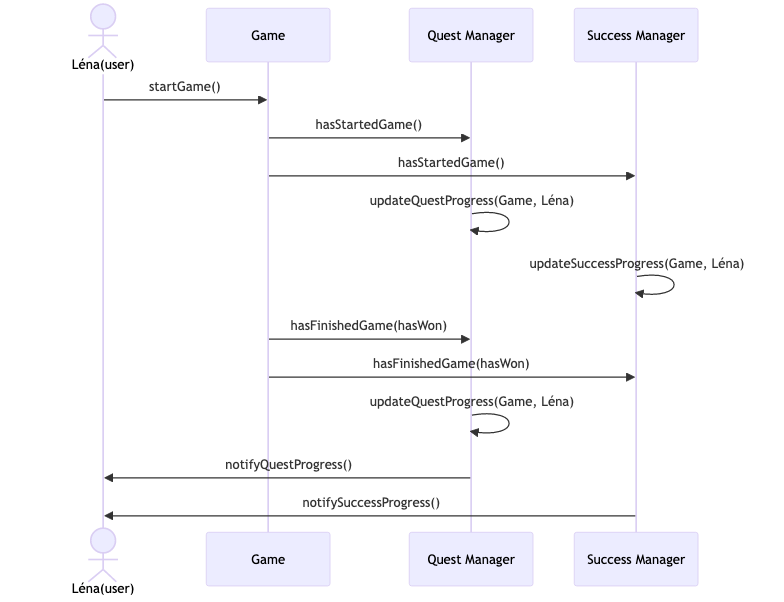 Léna(user)
Game
Quest Manager
Success Manager
startGame()
hasStartedGame()
hasStartedGame()
updateQuestProgress(Game, Léna)
updateSuccessProgress(Game, Léna)
hasFinishedGame(hasWon)
hasFinishedGame(hasWon)
updateQuestProgress(Game, Léna)
notifyQuestProgress()
notifySuccessProgress()
Léna(user)
Game
Quest Manager
Success Manager